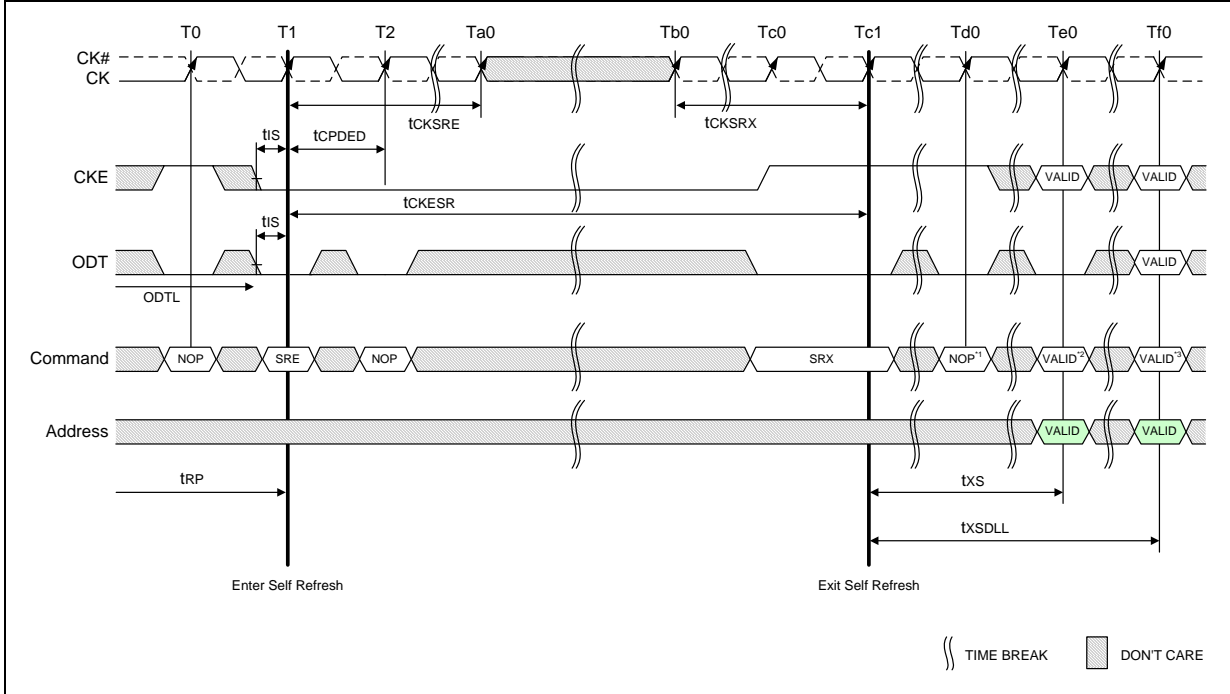 T0 T1 T2 Ta0 Tb0 Tc0 Tc1 Td0 Te0 Tf0
CK#
CK
tCKSRE tCKSRX
tIS tCPDED
CKE VALID VALID
tCKESR
tIS
ODT VALID
ODTL
Command NOP SRE NOP SRX NOP*1 VALID*2 VALID*3
Address VALID VALID
tRP tXS
tXSDLL
Enter Self Refresh Exit Self Refresh
TIME BREAK DON'T CARE